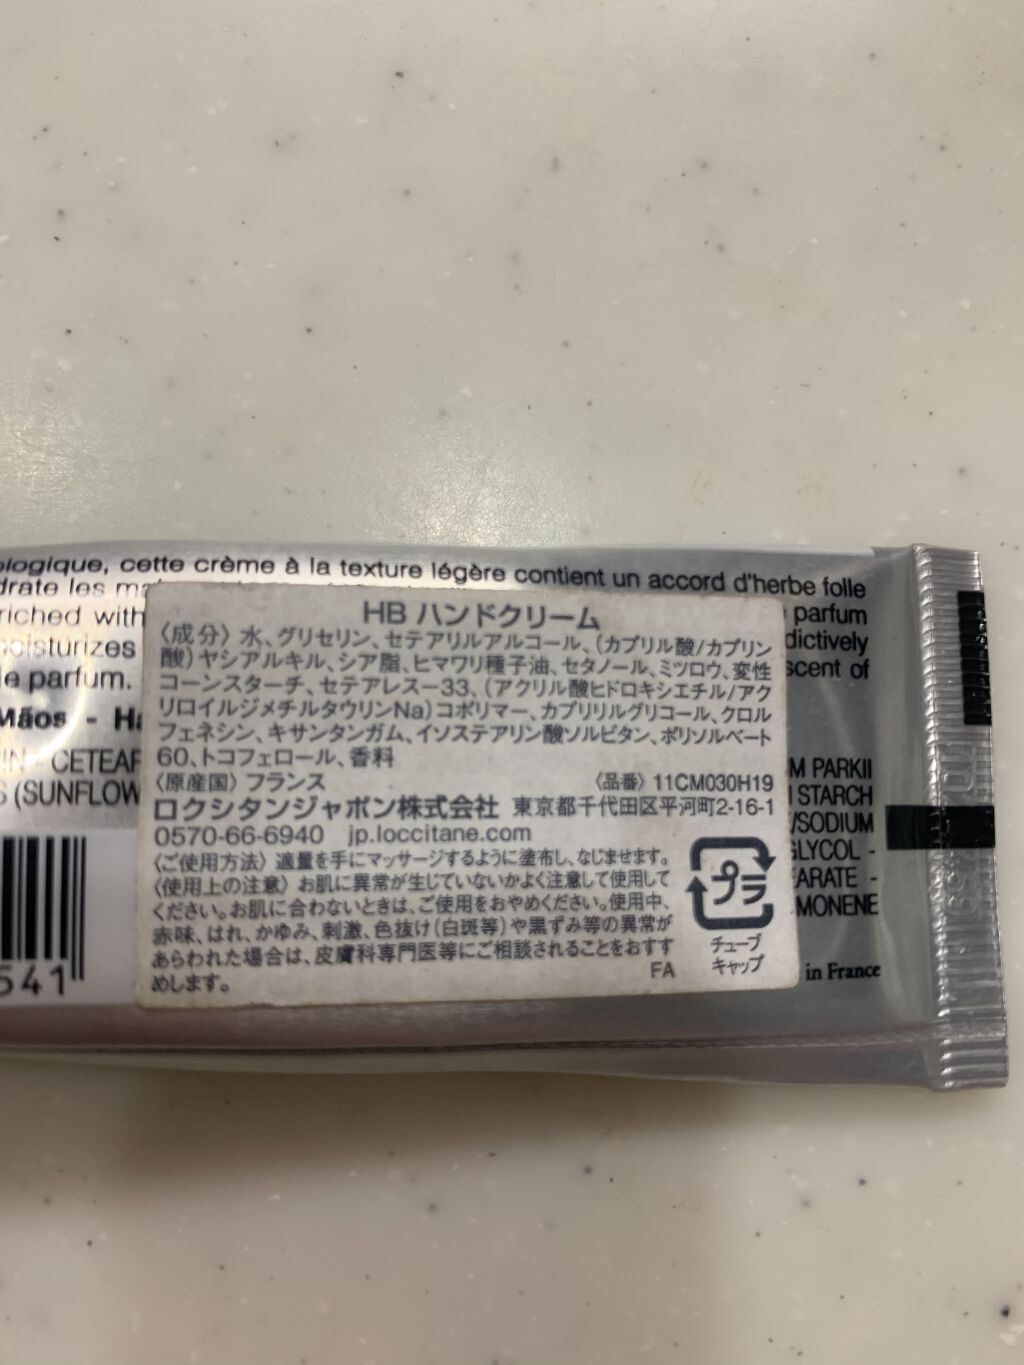 ologique, cette crème à la texture légère contient un accord d'herbe folle
drate les
riched with
parfum
moisturizes
dictively
le parfum.
scent of
Mãos - Ha
CETEAR
(SUNFLOW
M PARKII
STARCH
/SODIUM
GLYCOL -
ARATE -
MONENE
in France
541
HB ハンドクリーム
〈成分〉水、グリセリン、セテアリルアルコール、(カプリル酸/カプリン
酸)ヤシアルキル、シア脂、ヒマワリ種子油、セタノール、ミツロウ、変性
コーンスターチ、セテアレス-33、(アクリル酸ヒドロキシエチル/アク
リロイルジメチルタウリンNa)コポリマー、カプリリルグリコール、クロル
フェネシン、キサンタンガム、イソステアリン酸ソルビタン、ポリソルベート
60、トコフェロール、香料
〈原産国〉フランス 〈品番〉11CM030H19
ロクシタンジャポン株式会社 東京都千代田区平河町2-16-1
0570-66-6940 jp.loccitane.com
〈ご使用方法〉適量を手にマッサージするように塗布し、なじませます。
〈使用上の注意〉お肌に異常が生じていないかよく注意して使用して
ください。お肌に合わないときは、ご使用をおやめください。使用中、
赤味、はれ、かゆみ、刺激、色抜け(白斑等)や黒ずみ等の異常が
あらわれた場合は、皮膚科専門医等にご相談されることをおすす
めします。
FA
プラ
チューブ
キャップ